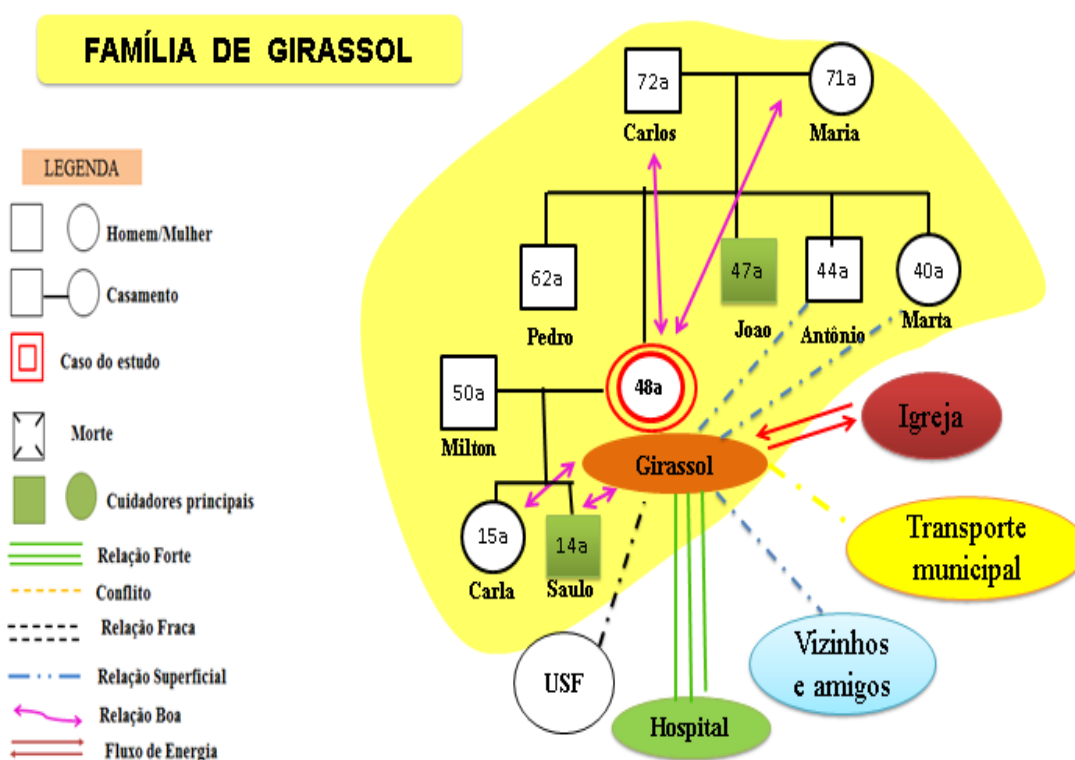 FAMÍLIA DE GIRASSOL
LEGENDA
Homem/Mulher
Casamento
Caso do estudo
Morte
Cuidadores principais
Relação Forte
Conflito
Relação Fraca
Relação Superficial
Relação Boa
Fluxo de Energia
72a
71a
Carlos
Maria
62a
47a
44a
40a
Pedro
Joao
Antônio
Marta
50a
48a
Milton
Girassol
Igreja
15a
14a
Carla
Saulo
Transporte
municipal
USF
Vizinhos
e amigos
Hospital